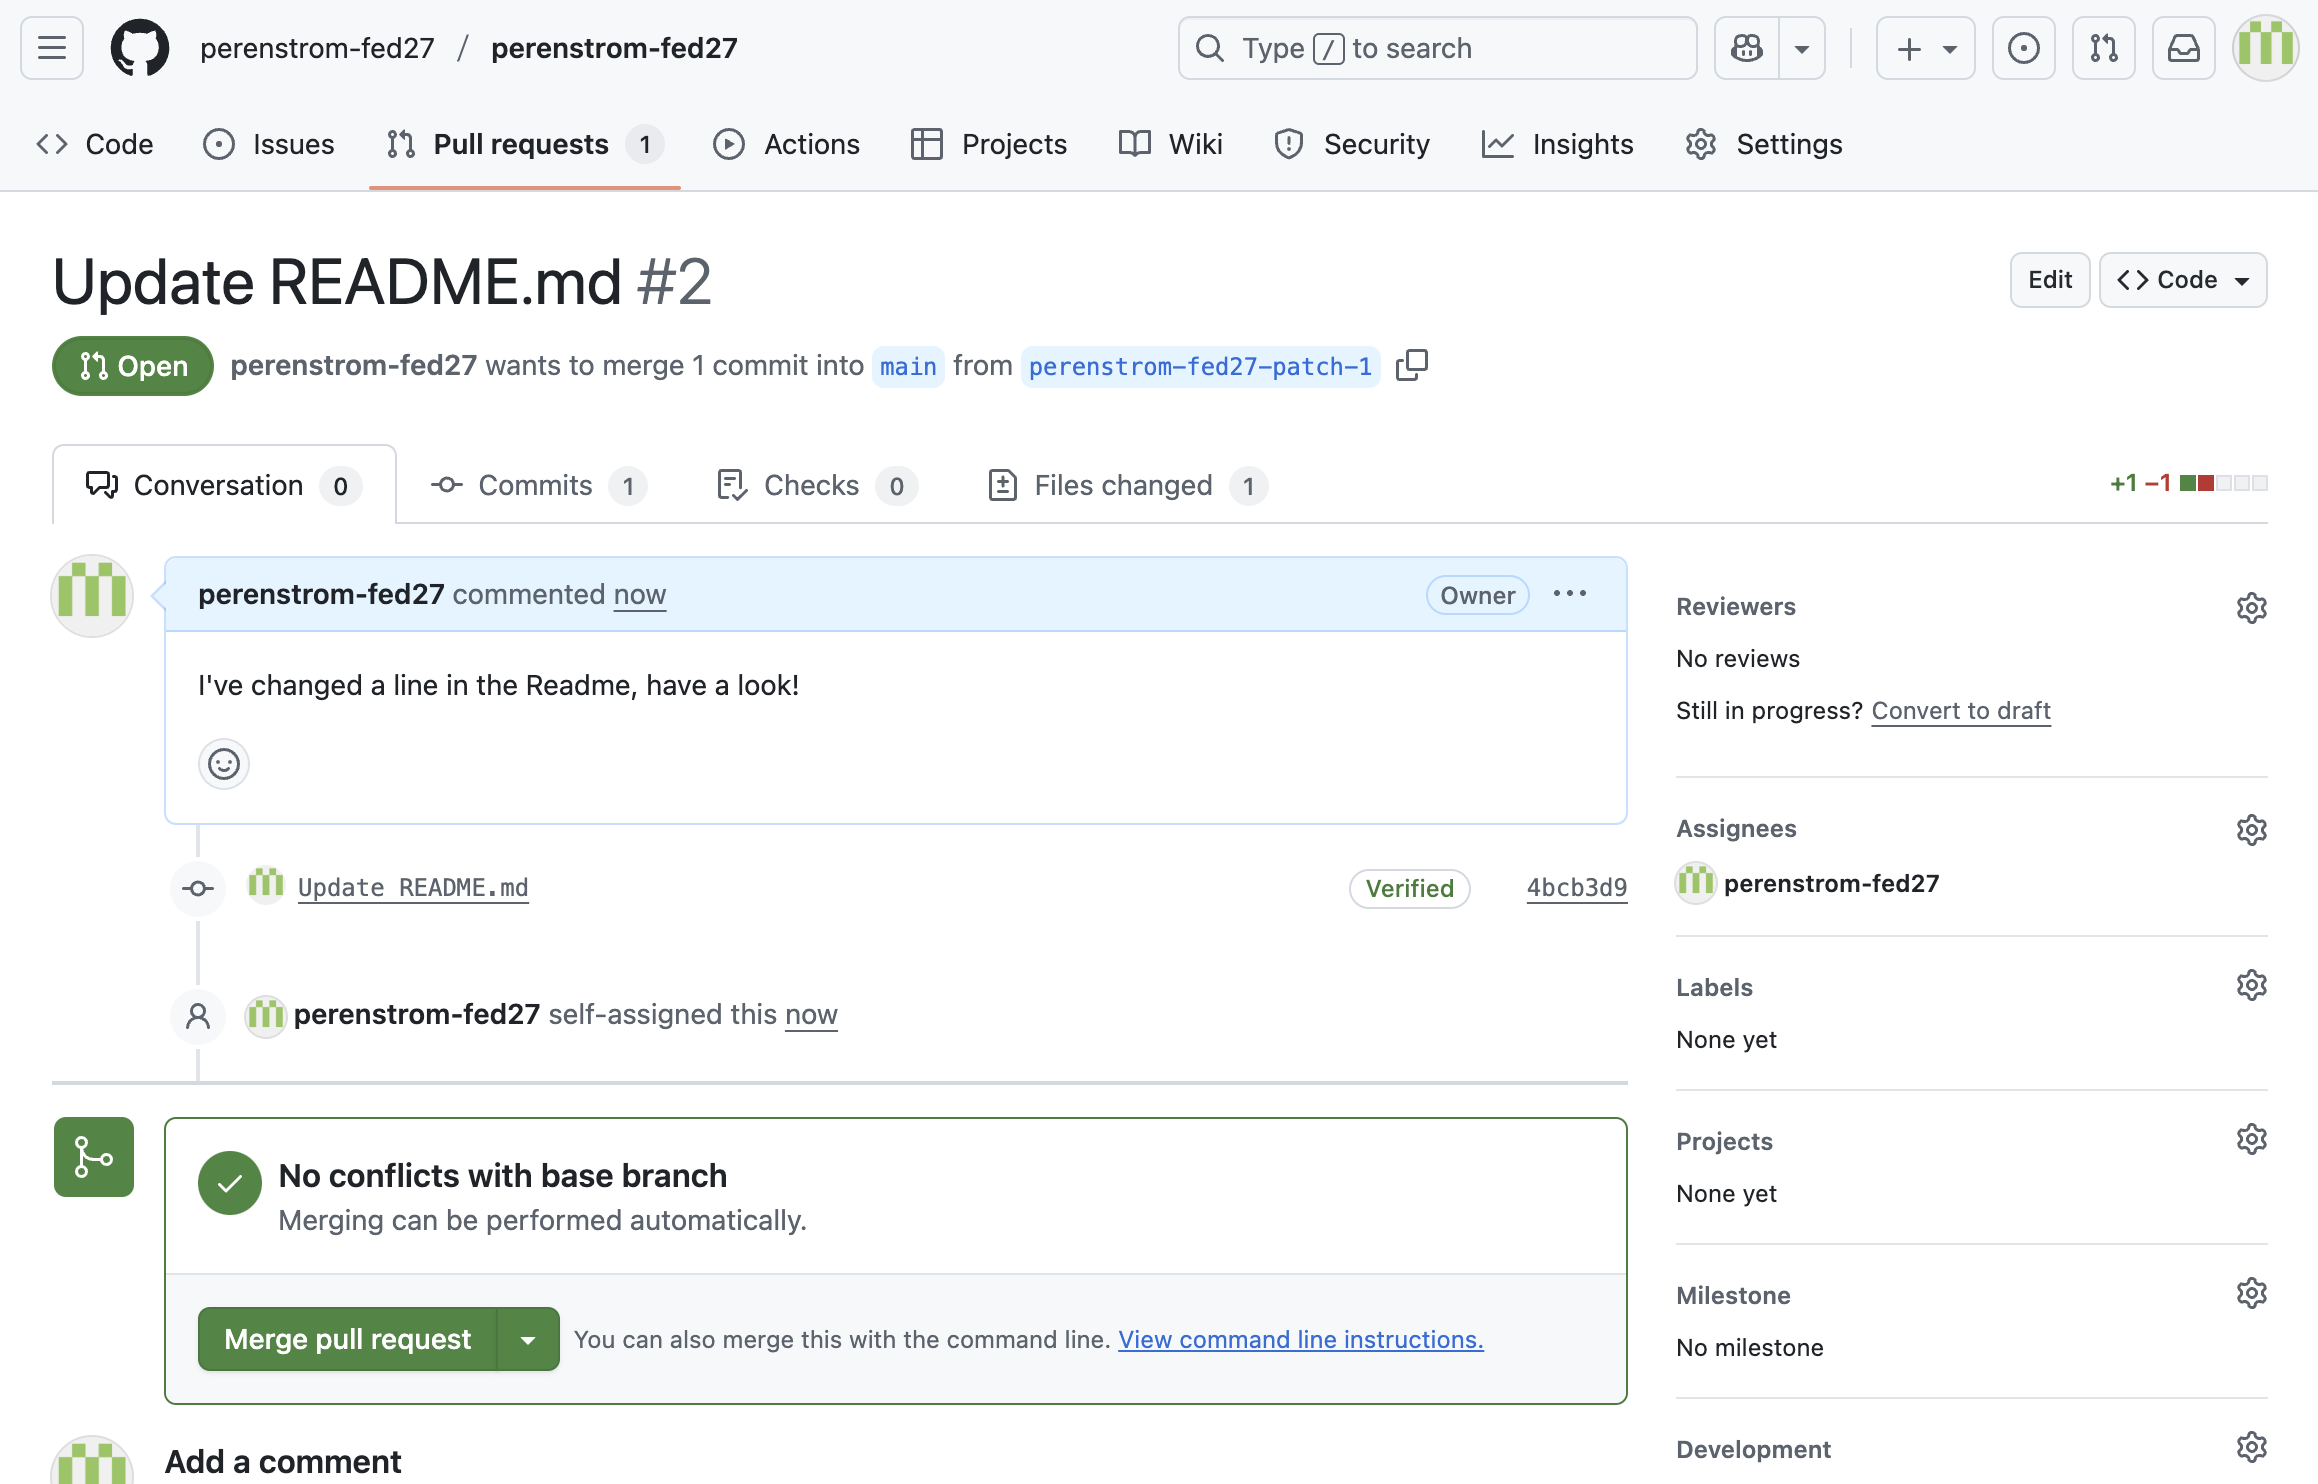 perenstrom-fed27 / perenstrom-fed27
Type / to search
Code
Issues
Pull requests 1
Actions
Projects
Wiki
Security
Insights
Settings
Update README.md #2
Edit
Code
Open
perenstrom-fed27 wants to merge 1 commit into main from perenstrom-fed27-patch-1
Conversation 0
Commits 1
Checks 0
Files changed 1
+1 −1
perenstrom-fed27 commented now
Owner
I've changed a line in the Readme, have a look!
Update README.md
Verified
4bcb3d9
perenstrom-fed27 self-assigned this now
No conflicts with base branch
Merging can be performed automatically.
Merge pull request
You can also merge this with the command line. View command line instructions.
Add a comment
Reviewers
No reviews
Still in progress? Convert to draft
Assignees
perenstrom-fed27
Labels
None yet
Projects
None yet
Milestone
No milestone
Development